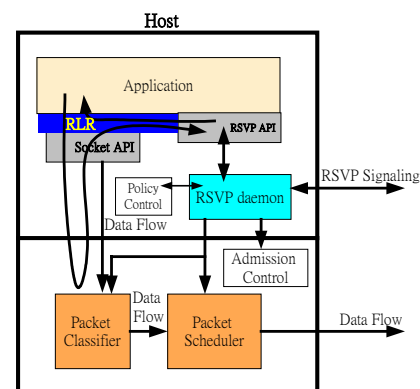 Host
Application
RLR
RSVP API
Socket API
Policy
Control
RSVP daemon
RSVP Signaling
Data Flow
Admission
Control
Packet
Classifier
Data
Flow
Packet
Scheduler
Data Flow